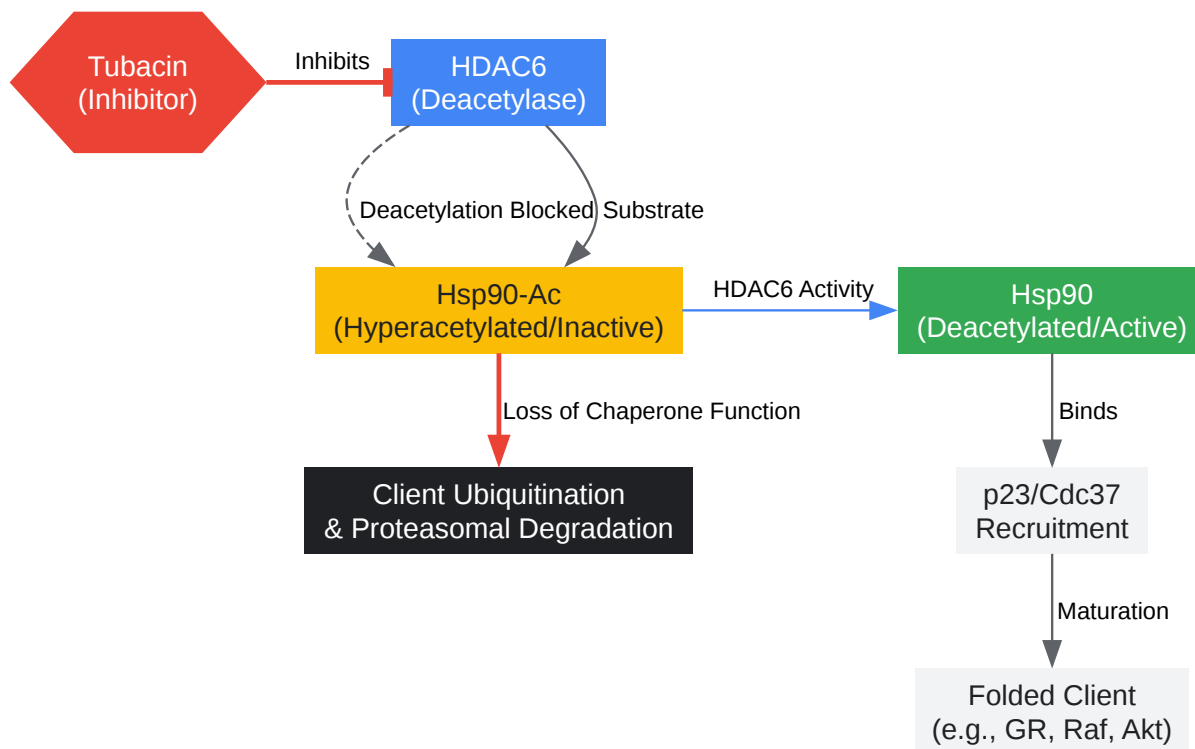 Tubacin
(Inhibitor)
Inhibits
HDAC6
(Deacetylase)
Deacetylation Blocked
Substrate
Hsp90-Ac
(Hyperacetylated/Inactive)
HDAC6 Activity
Hsp90
(Deacetylated/Active)
Loss of Chaperone Function
Binds
Client Ubiquitination
& Proteasomal Degradation
p23/Cdc37
Recruitment
Maturation
Folded Client
(e.g., GR, Raf, Akt)